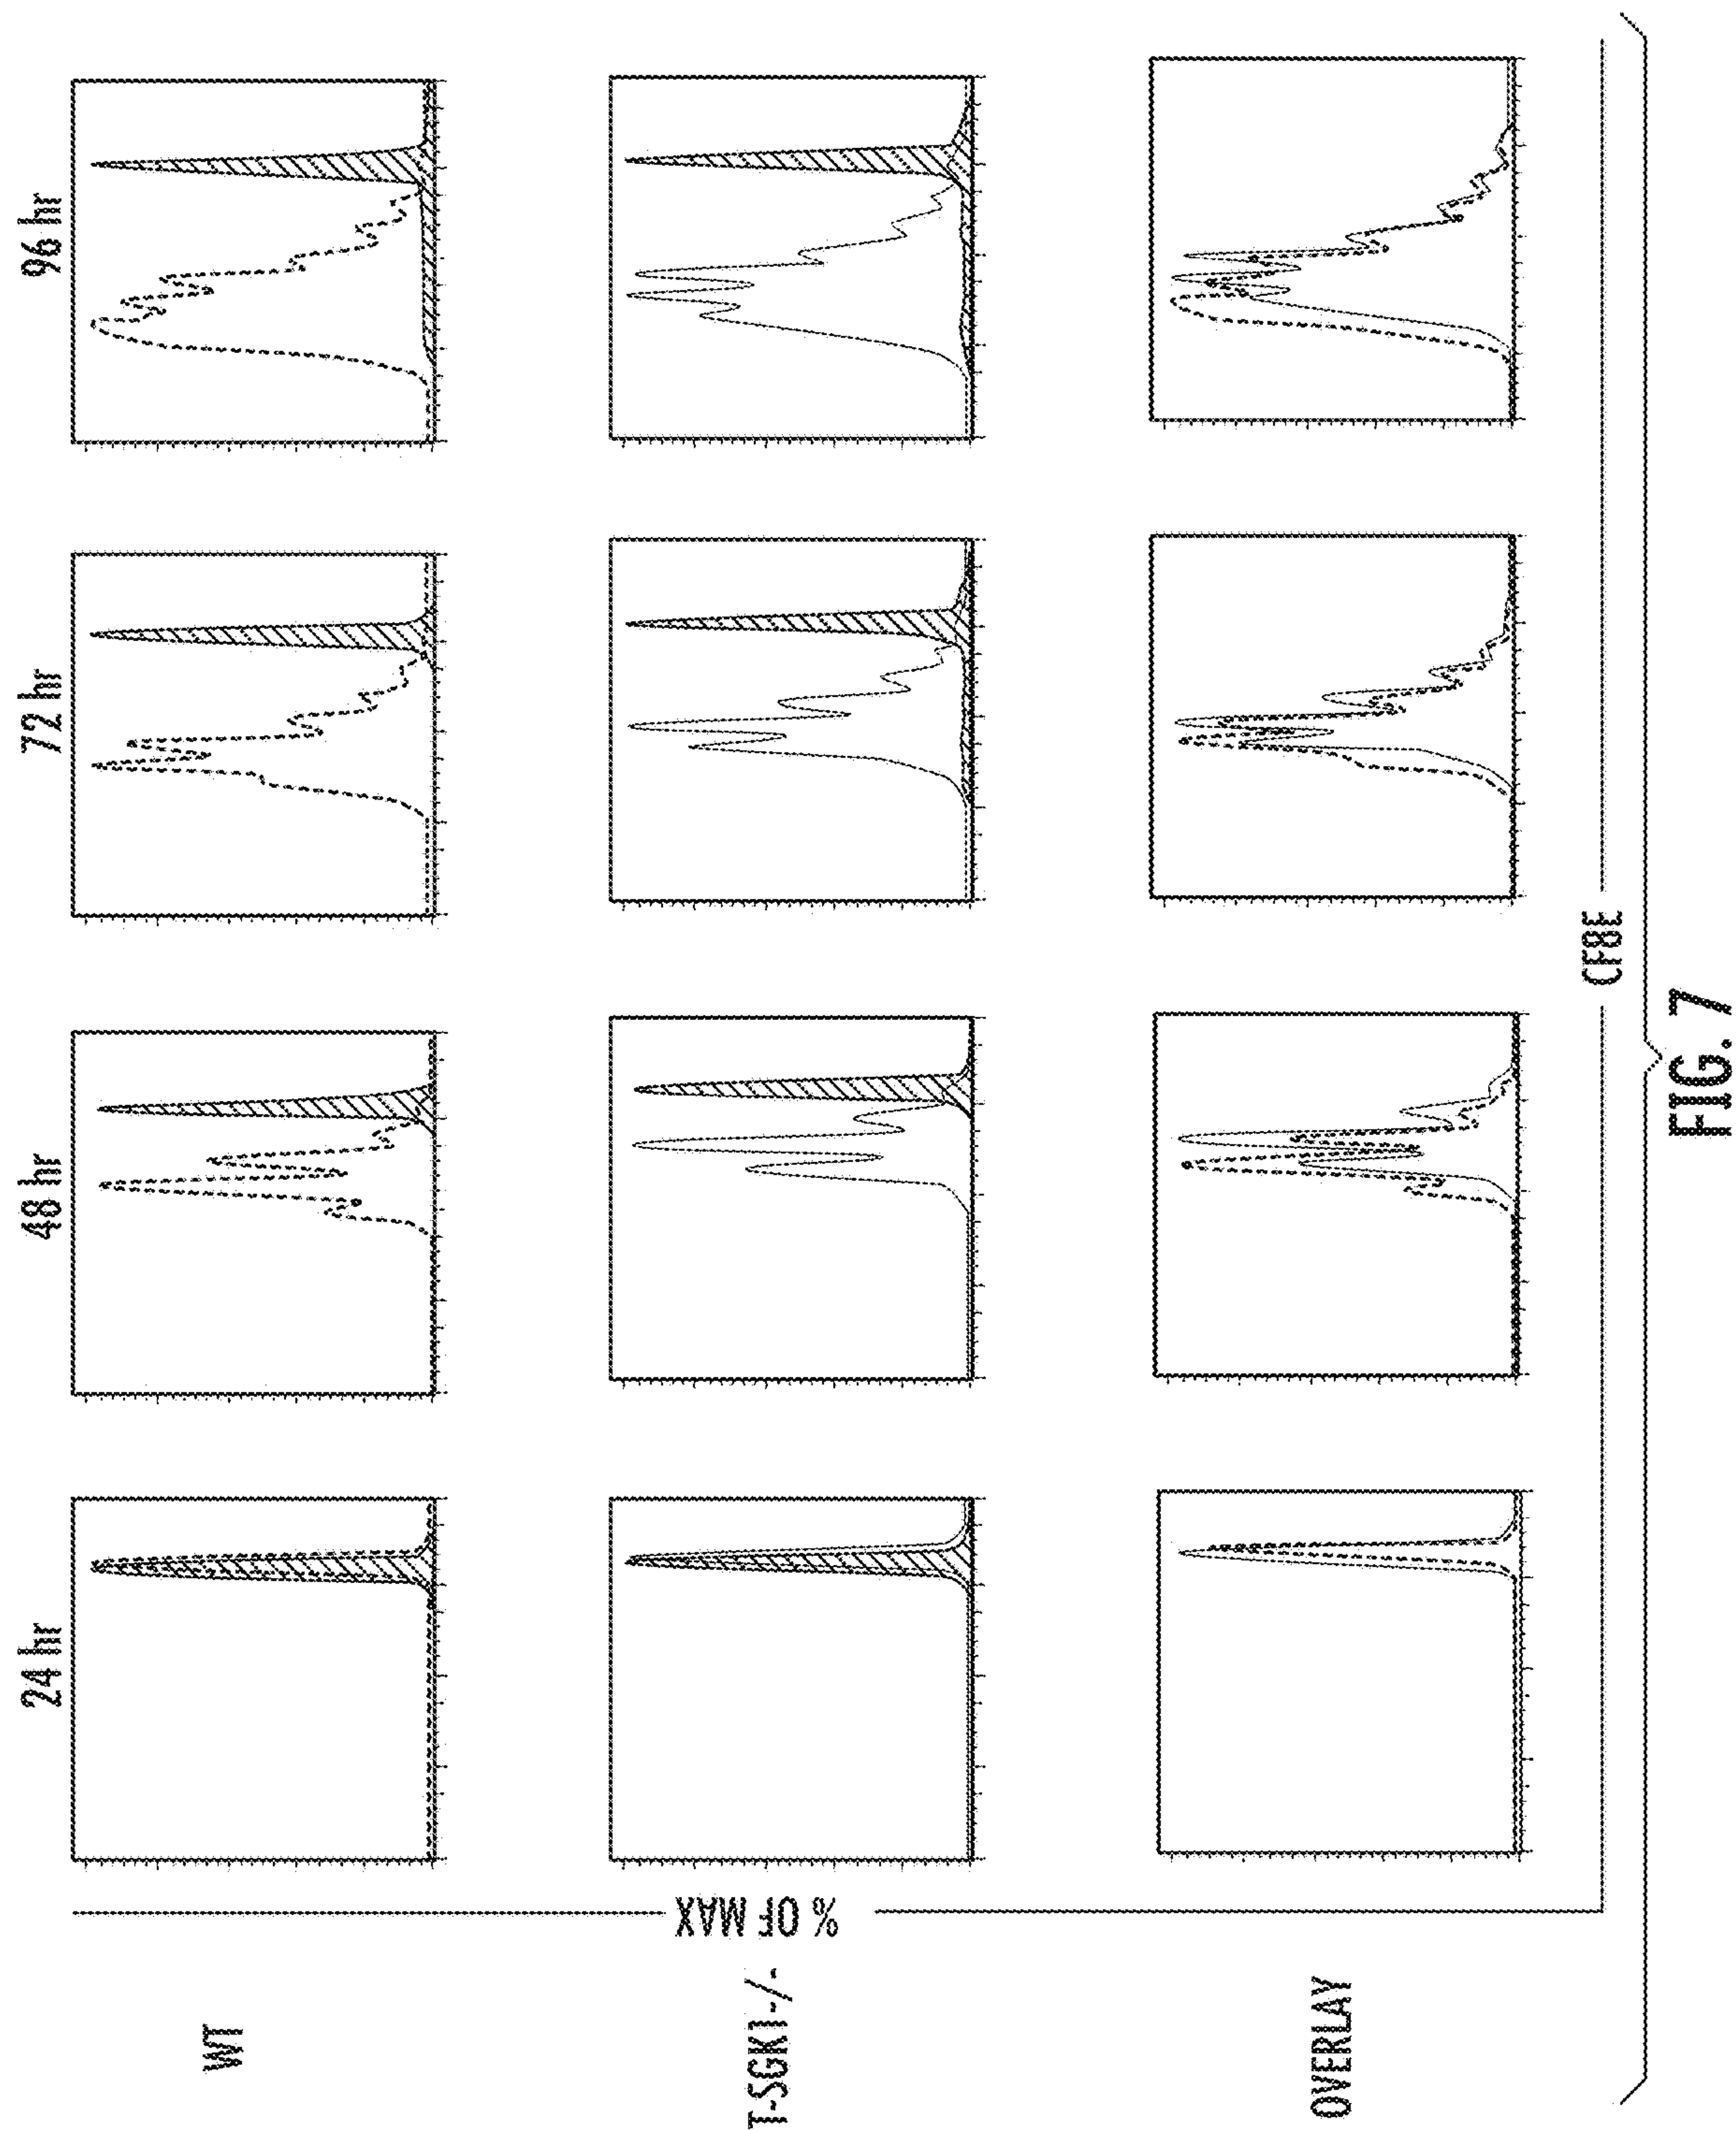 24 hr
48 hr
72 hr
96 hr
WT
T-SGK1-/-
OVERLAY
% OF MAX
CF8E
FIG. 7